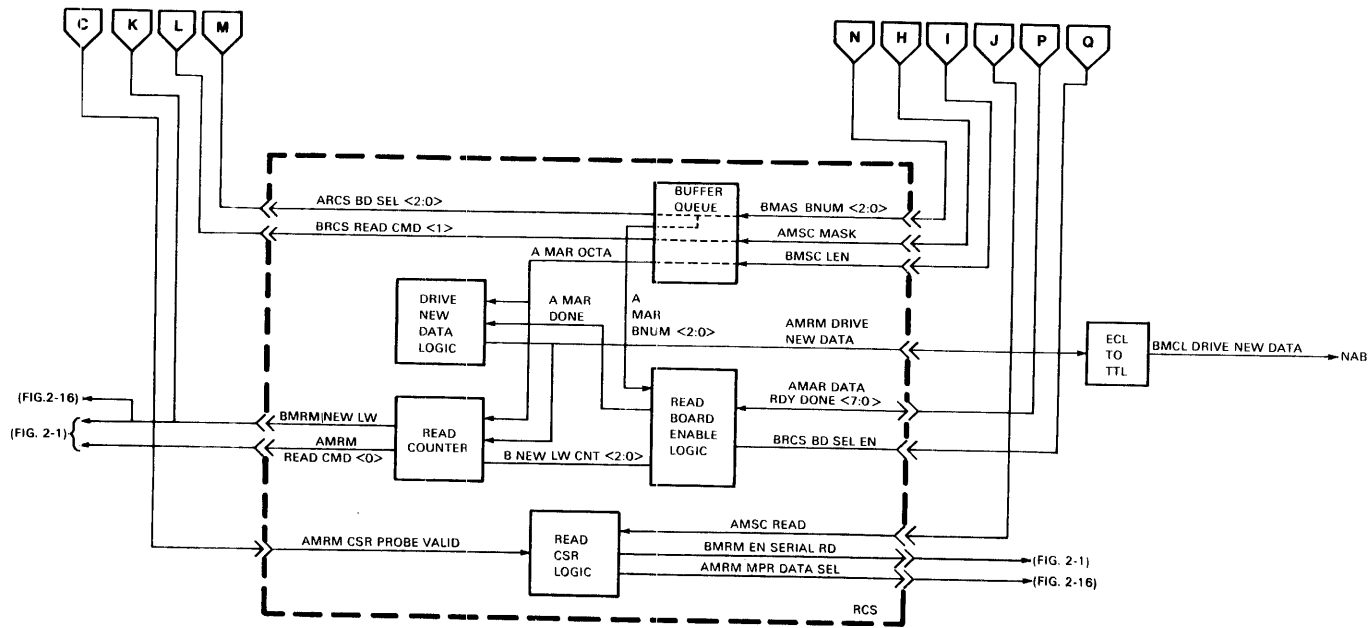 C K L M N H I J P Q
ARCS BD SEL <2:0>
BRCS READ CMD <1>
BUFFER
QUEUE
BMAS BNUM <2:0>
AMSC MASK
BMSC LEN
A MAR OCTA
DRIVE
NEW
DATA
LOGIC
A MAR
DONE
A
MAR
BNUM <2:0>
AMRM DRIVE
NEW DATA
ECL
TO
TTL
BMCL DRIVE NEW DATA
NAB
(FIG.2-16)
(FIG. 2-1)
BMRM NEW LW
AMRM
READ CMD <0>
READ
COUNTER
B NEW LW CNT <2:0>
READ
BOARD
ENABLE
LOGIC
AMAR DATA
RDY DONE <7:0>
BRCS BD SEL EN
AMRM CSR PROBE VALID
READ
CSR
LOGIC
AMSC READ
BMRM EN SERIAL RD
(FIG. 2-1)
AMRM MPR DATA SEL
(FIG. 2-16)
RCS